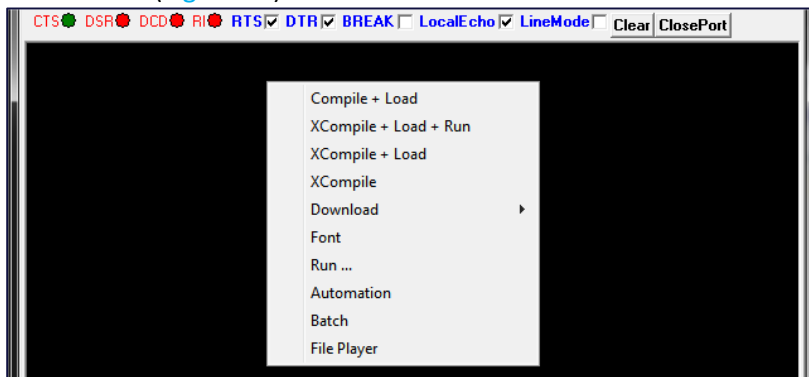 CTS DSR DCD RI RTS DTR BREAK LocalEcho LineMode Clear ClosePort
Compile + Load
XCompile + Load + Run
XCompile + Load
XCompile
Download
Font
Run ...
Automation
Batch
File Player